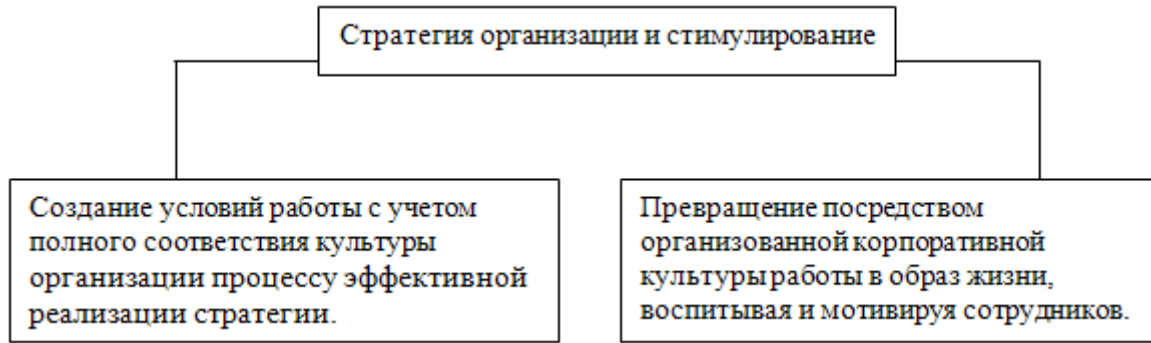 Стратегия организации и стимулирование
Создание условий работы с учетом
полного соответствия культуры
организации процессу эффективной
реализации стратегии.
Превращение посредством
организованной корпоративной
культуры работы в образ жизни,
воспитывая и мотивируя сотрудников.